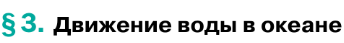 § 3. Движение воды в океане